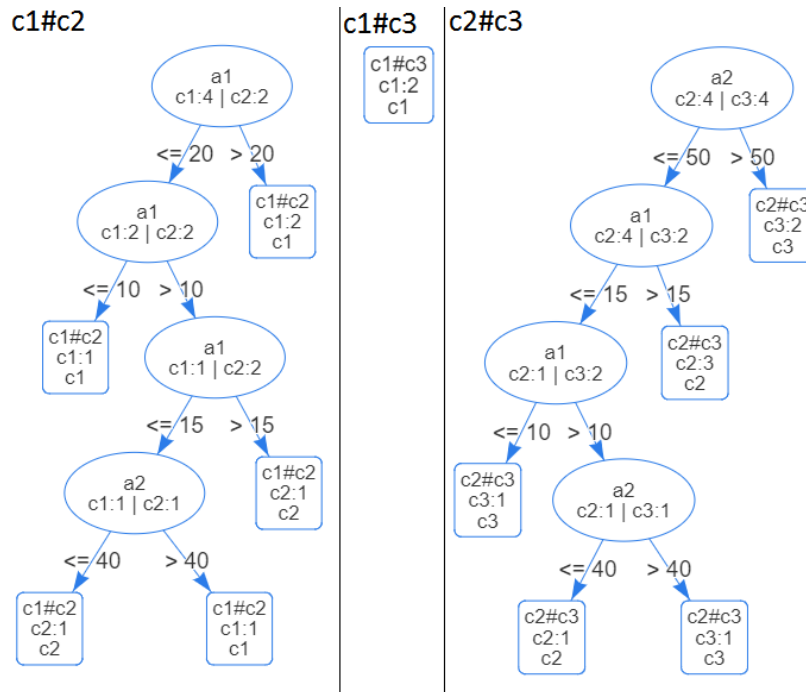 c1#c2
a1
c1:4 | c2:2
<= 20 > 20
a1
c1:2 | c2:2
c1#c2
c1:2
c1
<= 10 > 10
c1#c2
c1:1
c1
a1
c1:1 | c2:2
<= 15 > 15
a2
c1:1 | c2:1
c1#c2
c2:1
c2
<= 40 > 40
c1#c2
c2:1
c2
c1#c2
c1:1
c1
c1#c3
c1#c3
c1:2
c1
c2#c3
a2
c2:4 | c3:4
<= 50 > 50
a1
c2:4 | c3:2
c2#c3
c3:2
c3
<= 15 > 15
a1
c2:1 | c3:2
c2#c3
c2:3
c2
<= 10 > 10
c2#c3
c3:1
c3
a2
c2:1 | c3:1
<= 40 > 40
c2#c3
c2:1
c2
c2#c3
c3:1
c3